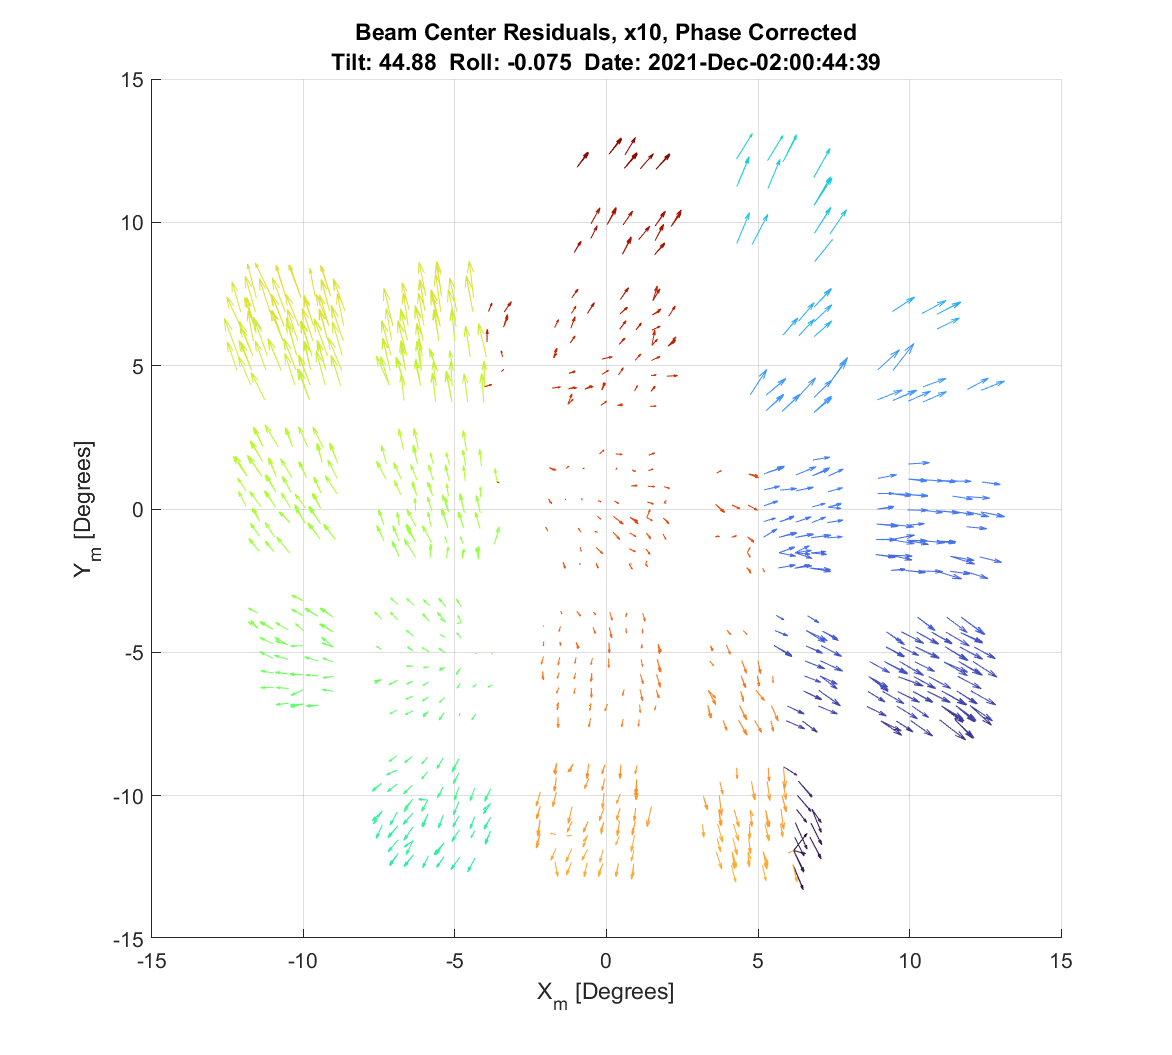 Beam Center Residuals, x10, Phase Corrected
Tilt: 44.88 Roll: -0.075 Date: 2021-Dec-02:00:44:39
15
10
5
0
-5
-10
-15
Y_m [Degrees]
-15 -10 -5 0 5 10 15
X_m [Degrees]